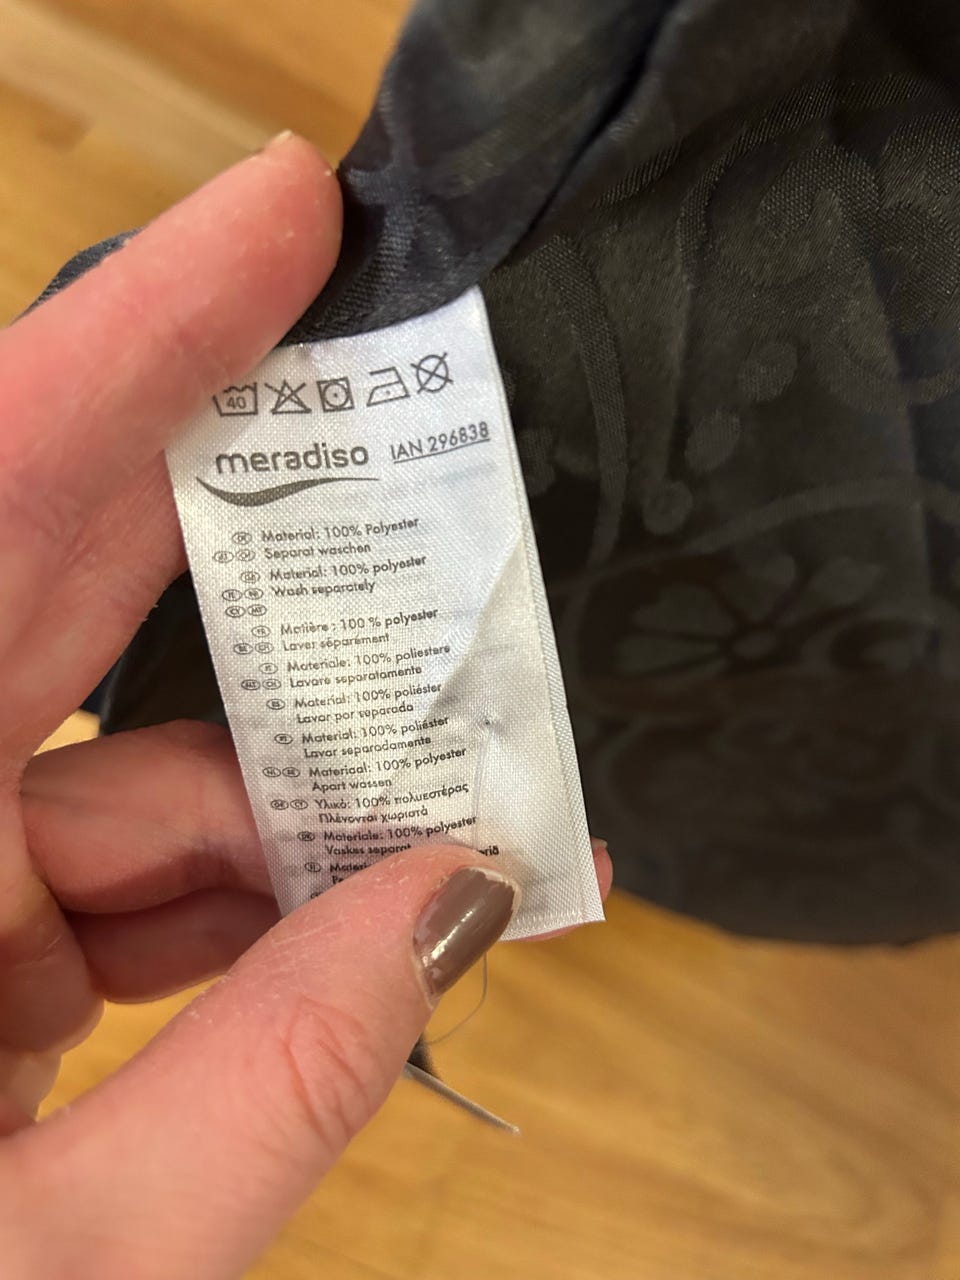 40
meradiso IAN 296838
Material: 100% Polyester
Separat waschen
Material: 100% polyester
Wash separately
Matière : 100 % polyester
Laver séparément
Materiale: 100% poliestere
Lavare separatamente
Material: 100% poliéster
Lavar por separado
Material: 100% poliéster
Lavar separadamente
Materiaal: 100% polyester
Apart wassen
Υλικό: 100% πολυεστέρας
Πλένονται χωριστά
Materiale: 100% polyester